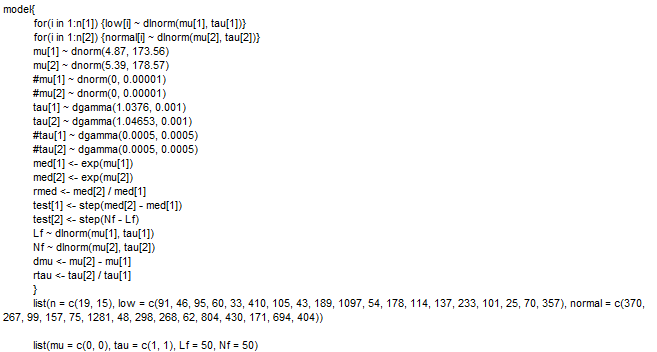 model{
for(i in 1:n[1]) {low[i] ~ dlnorm(mu[1], tau[1])}
for(i in 1:n[2]) {normal[i] ~ dlnorm(mu[2], tau[2])}
mu[1] ~ dnorm(4.87, 173.56)
mu[2] ~ dnorm(5.39, 178.57)
#mu[1] ~ dnorm(0, 0.00001)
#mu[2] ~ dnorm(0, 0.00001)
tau[1] ~ dgamma(1.0376, 0.001)
tau[2] ~ dgamma(1.04653, 0.001)
#tau[1] ~ dgamma(0.0005, 0.0005)
#tau[2] ~ dgamma(0.0005, 0.0005)
med[1] <- exp(mu[1])
med[2] <- exp(mu[2])
rmed <- med[2] / med[1]
test[1] <- step(med[2] - med[1])
test[2] <- step(Nf - Lf)
Lf ~ dlnorm(mu[1], tau[1])
Nf ~ dlnorm(mu[2], tau[2])
dmu <- mu[2] - mu[1]
rtau <- tau[2] / tau[1]
}
list(n = c(19, 15), low = c(91, 46, 95, 60, 33, 410, 105, 43, 189, 1097, 54, 178, 114, 137, 233, 101, 25, 70, 357), normal = c(370,
267, 99, 157, 75, 1281, 48, 298, 268, 62, 804, 430, 171, 694, 404))
list(mu = c(0, 0), tau = c(1, 1), Lf = 50, Nf = 50)